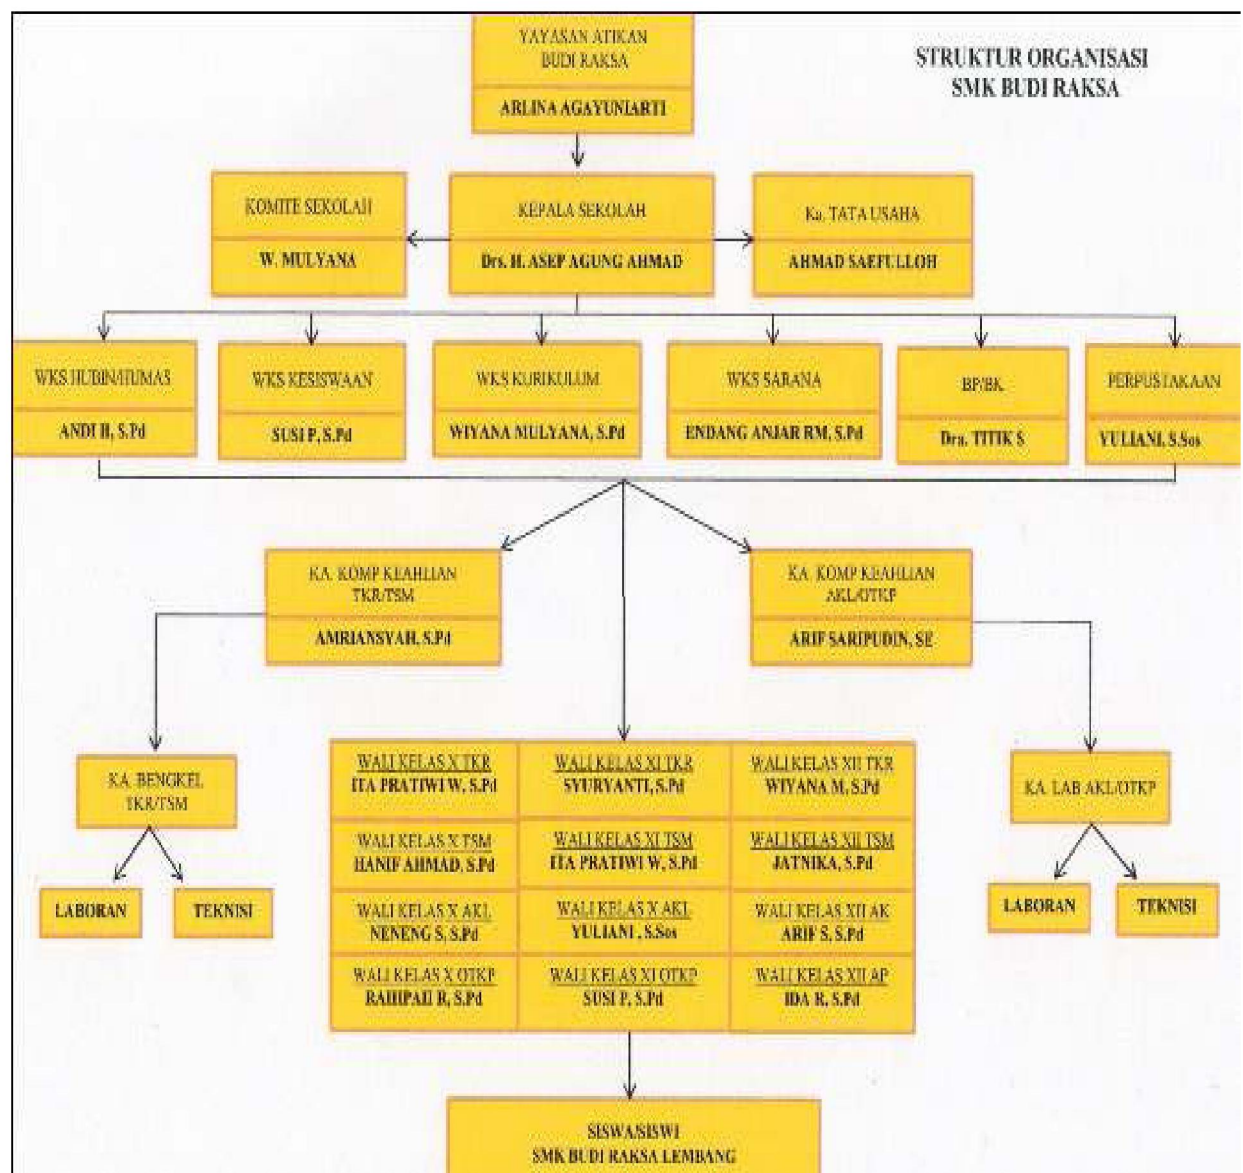 YAYASAN ATIKAN
BUDI RAKSA
ARLINA AGAYUNIARTI
STRUKTUR ORGANISASI
SMK BUDI RAKSA
KOMITE SEKOLAH
W. MULYANA
KEPALA SEKOLAH
Drs. H. ASEP AGUNG AHMAD
Ka. TATA USAHA
AHMAD SAEFULLOH
WKS HUBIN/HUMAS
ANDI H, S.Pd
WKS KESISWAAN
SUSI P, S.Pd
WKS KURIKULUM
WIYANA MULYANA, S.Pd
WKS SARANA
ENDANG ANJAR RM, S.Pd
BP/BK
Dra. TITIK S
PERPUSTAKAAN
YULIANI, S.Sos
KA. KOMP KEAHLIAN
TKR/TSM
AMRIANSYAH, S.Pd
KA. KOMP KEAHLIAN
AKL/OTKP
ARIF SARIPUDIN, SE
KA. BENGKEL
TKR/TSM
LABORAN
TEKNISI
WALI KELAS X TKR
ITA PRATIWI W, S.Pd
WALI KELAS XI TKR
SYURYANTI, S.Pd
WALI KELAS XII TKR
WIYANA M, S.Pd
WALI KELAS X TSM
HANIF AHMAD, S.Pd
WALI KELAS XI TSM
ITA PRATIWI W, S.Pd
WALI KELAS XII TSM
JATNIKA, S.Pd
WALI KELAS X AKL
NENENG S, S.Pd
WALI KELAS X AKL
YULIANI , S.Sos
WALI KELAS XII AK
ARIF S, S.Pd
WALI KELAS X OTKP
R, S.Pd
WALI KELAS XI OTKP
SUSI P, S.Pd
WALI KELAS XII AP
IDA R, S.Pd
KA. LAB AKL/OTKP
LABORAN
TEKNISI
SISWA/SISWI
SMK BUDI RAKSA LEMBANG